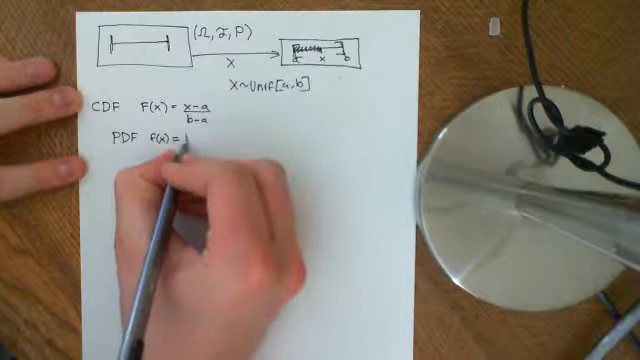 (Ω, ℱ, P)
X
a x b
X~Unif[a,b]
CDF F(x) = x-a / b-a
PDF f(x) =